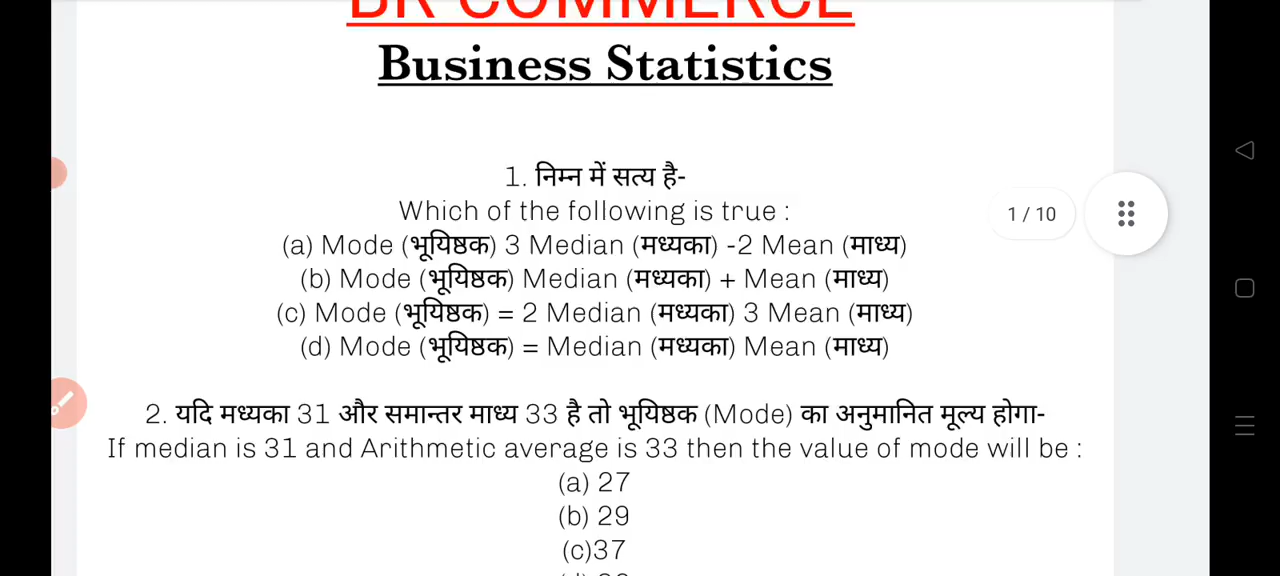 BR COMMERCE
Business Statistics
1. निम्न में सत्य है-
Which of the following is true :
(a) Mode (भूयिष्ठक) 3 Median (मध्यका) -2 Mean (माध्य)
(b) Mode (भूयिष्ठक) Median (मध्यका) + Mean (माध्य)
(c) Mode (भूयिष्ठक) = 2 Median (मध्यका) 3 Mean (माध्य)
(d) Mode (भूयिष्ठक) = Median (मध्यका) Mean (माध्य)
1 / 10
2. यदि मध्यका 31 और समान्तर माध्य 33 है तो भूयिष्ठक (Mode) का अनुमानित मूल्य होगा-
If median is 31 and Arithmetic average is 33 then the value of mode will be :
(a) 27
(b) 29
(c)37